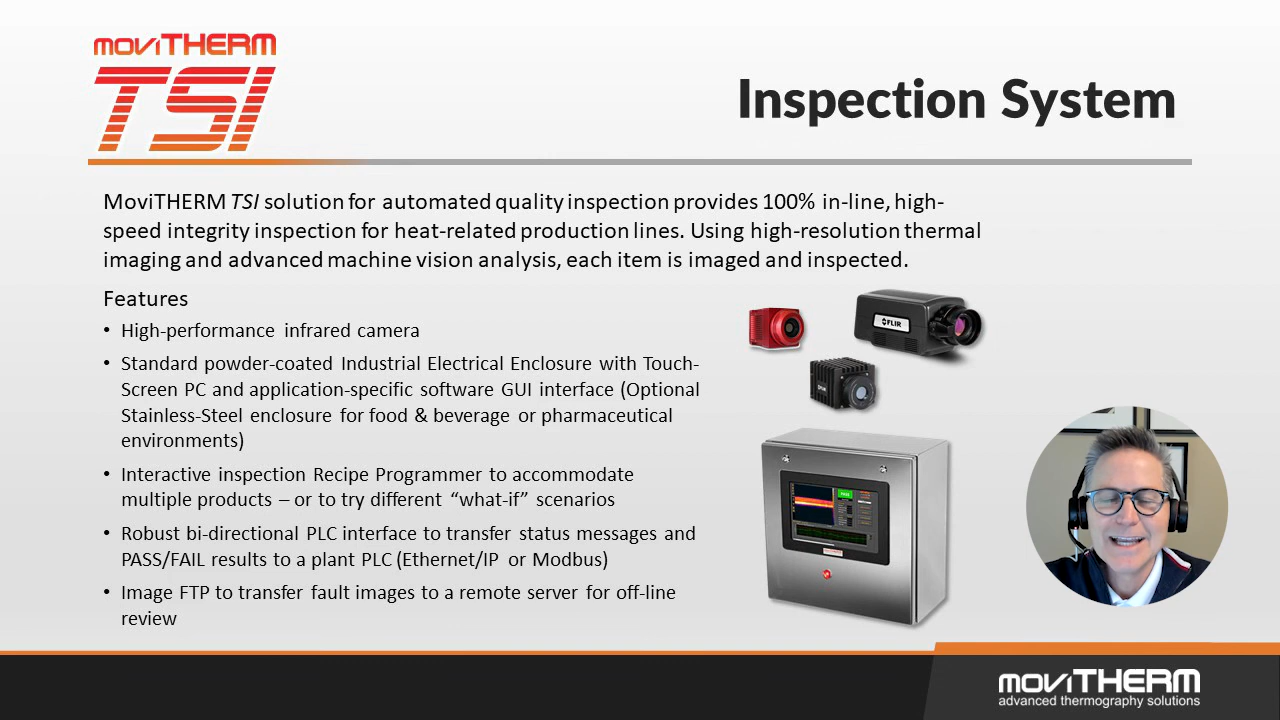 MOVITHERM
TSI
Inspection System
MoviTHERM TSI solution for automated quality inspection provides 100% in-line, high-
speed integrity inspection for heat-related production lines. Using high-resolution thermal
imaging and advanced machine vision analysis, each item is imaged and inspected.
Features
• High-performance infrared camera
• Standard powder-coated Industrial Electrical Enclosure with Touch-
Screen PC and application-specific software GUI interface (Optional
Stainless-Steel enclosure for food & beverage or pharmaceutical
environments)
• Interactive inspection Recipe Programmer to accommodate
multiple products – or to try different “what-if” scenarios
• Robust bi-directional PLC interface to transfer status messages and
PASS/FAIL results to a plant PLC (Ethernet/IP or Modbus)
• Image FTP to transfer fault images to a remote server for off-line
review
FLIR
MOVITHERM
advanced thermography solutions